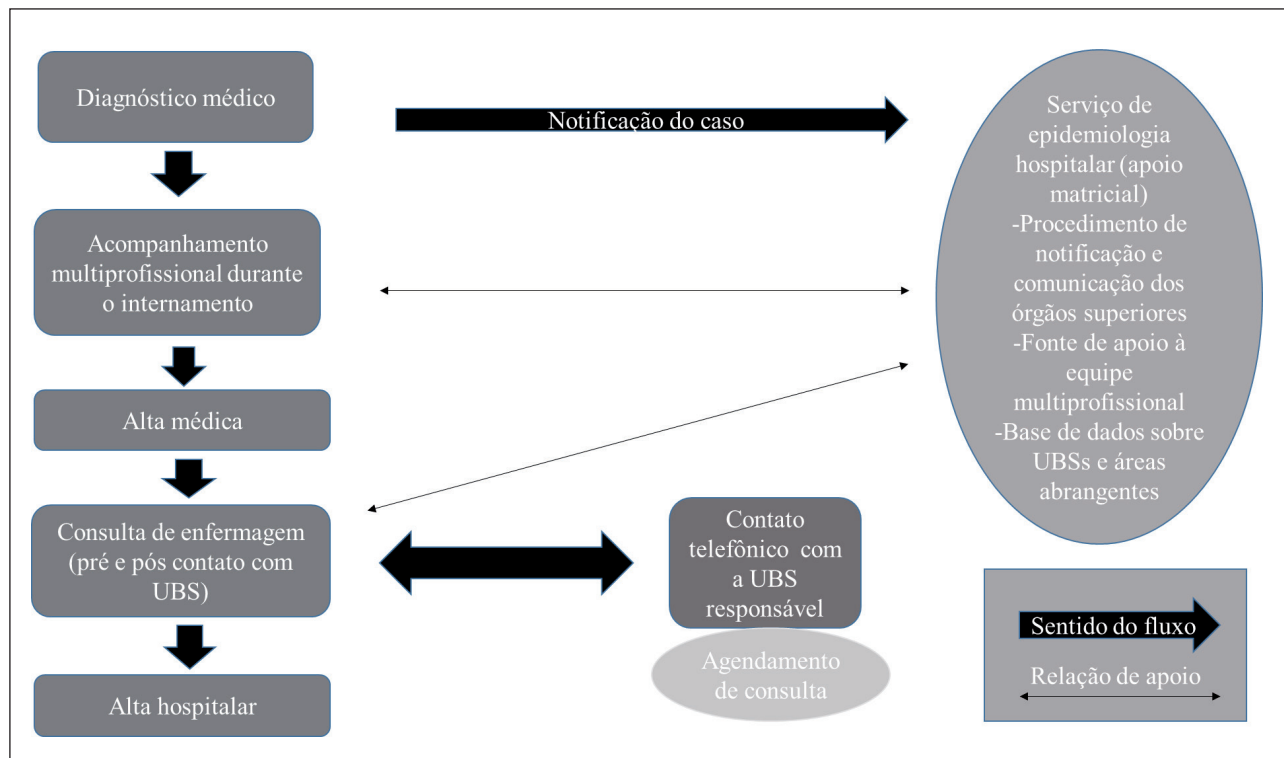 Diagnóstico médico
Notificação do caso
Acompanhamento
multiprofissional durante
o internamento
Alta médica
Consulta de enfermagem
(pré e pós contato com
UBS)
Alta hospitalar
Contato
telefônico com
a UBS
responsável
Agendamento
de consulta
Serviço de
epidemiologia
hospitalar (apoio
matricial)
-Procedimento de
notificação e
comunicação dos
órgãos superiores
-Fonte de apoio à
equipe
multiprofissional
-Base de dados sobre
UBSs e áreas
abrangentes
Sentido do fluxo
Relação de apoio